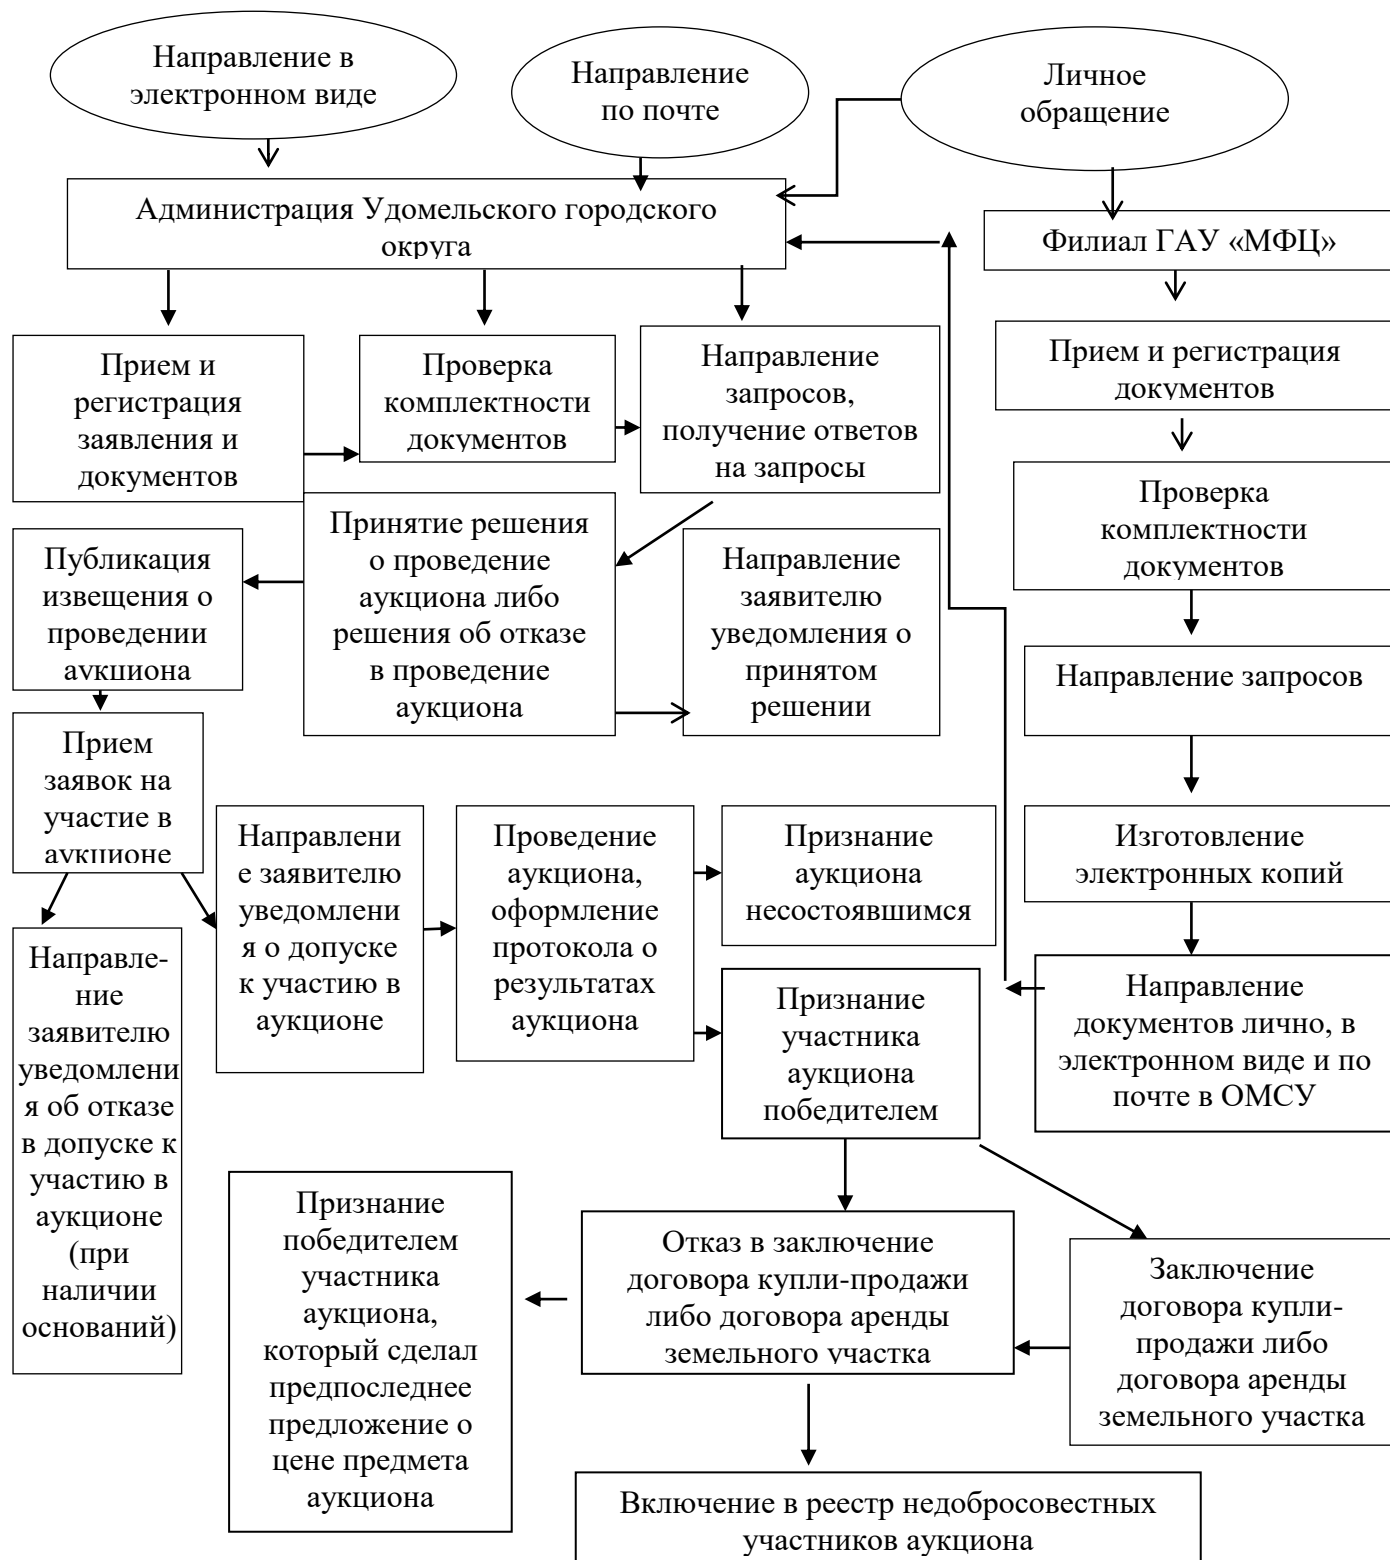 Направление в
электронном виде
Направление
по почте
Личное
обращение
Администрация Удомельского городского
округа
Филиал ГАУ «МФЦ»
Прием и
регистрация
заявления и
документов
Проверка
комплектности
документов
Направление
запросов,
получение ответов
на запросы
Прием и регистрация
документов
Проверка
комплектности
документов
Публикация
извещения о
проведении
аукциона
Принятие решения
о проведение
аукциона либо
решения об отказе
в проведение
аукциона
Направление
заявителю
уведомления о
принятом
решении
Направление запросов
Прием
заявок на
участие в
аукционе
Направлени
е заявителю
уведомлени
я о допуске
к участию в
аукционе
Проведение
аукциона,
оформление
протокола о
результатах
аукциона
Признание
аукциона
несостоявшимся
Изготовление
электронных копий
Направле-
ние
заявителю
уведомлени
я об отказе
в допуске к
участию в
аукционе
(при
наличии
оснований)
Признание
участника
аукциона
победителем
Направление
документов лично, в
электронном виде и по
почте в ОМСУ
Признание
победителем
участника
аукциона,
который сделал
предпоследнее
предложение о
цене предмета
аукциона
Отказ в заключение
договора купли-продажи
либо договора аренды
земельного участка
Заключение
договора купли-
продажи либо
договора аренды
земельного участка
Включение в реестр недобросовестных
участников аукциона